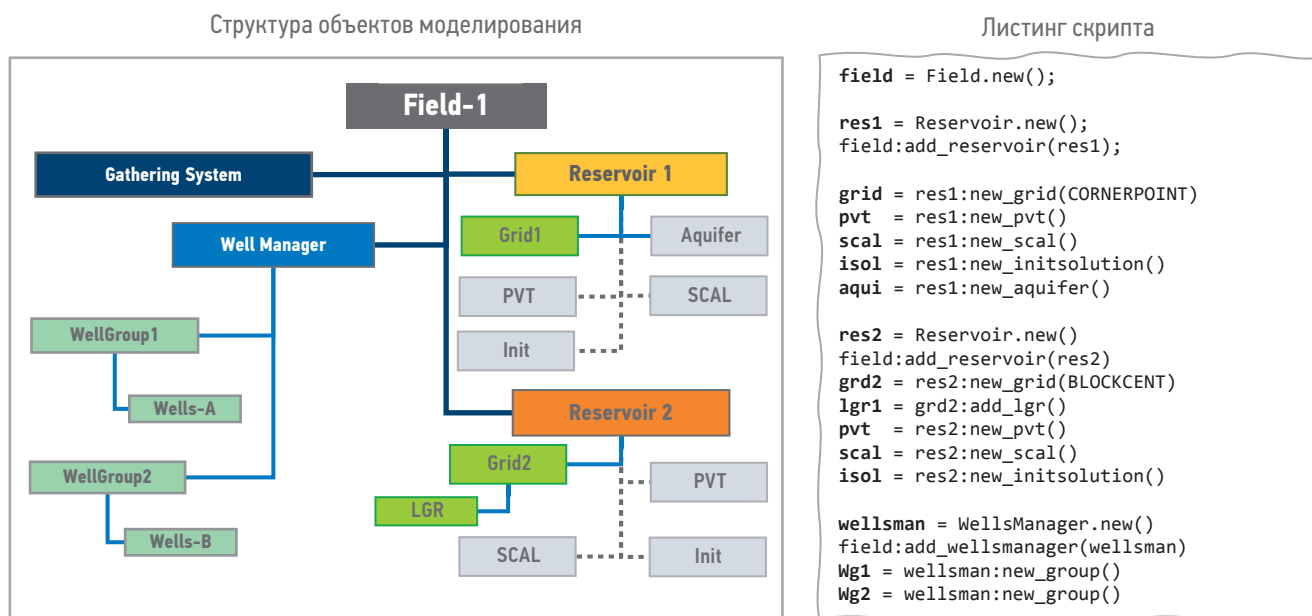 Структура объектов моделирования
Field-1
Gathering System
Reservoir 1
Well Manager
Grid1
Aquifer
PVT
SCAL
WellGroup1
Init
Wells-A
Reservoir 2
WellGroup2
Grid2
PVT
LGR
Wells-B
SCAL
Init
Листинг скрипта
field = Field.new();
res1 = Reservoir.new();
field:add_reservoir(res1);
grid = res1:new_grid(CORNERPOINT)
pvt = res1:new_pvt()
scal = res1:new_scal()
isol = res1:new_initsolution()
aqui = res1:new_aquifer()
res2 = Reservoir.new()
field:add_reservoir(res2)
grd2 = res2:new_grid(BLOCKCENT)
lgr1 = grd2:add_lgr()
pvt = res2:new_pvt()
scal = res2:new_scal()
isol = res2:new_initsolution()
wellsman = WellsManager.new()
field:add_wellsmanager(wellsman)
Wg1 = wellsman:new_group()
Wg2 = wellsman:new_group()